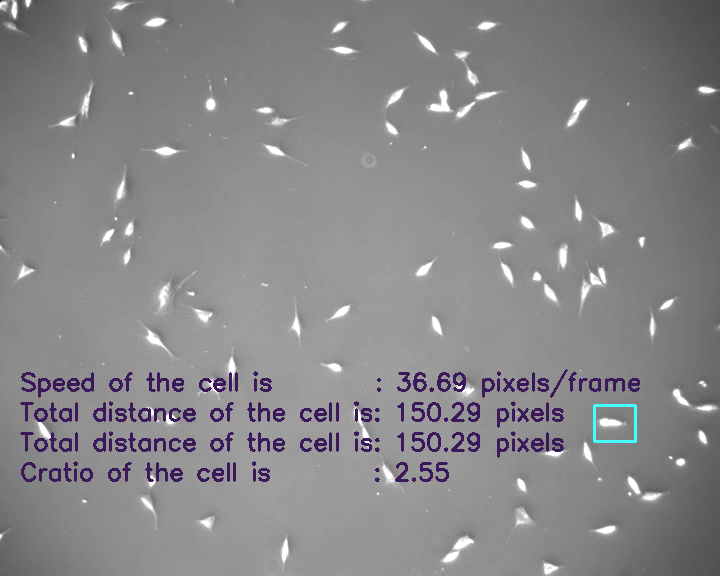 Speed of the cell is : 36.69 pixels/frame
Total distance of the cell is: 150.29 pixels
Total distance of the cell is: 150.29 pixels
Cratio of the cell is : 2.55